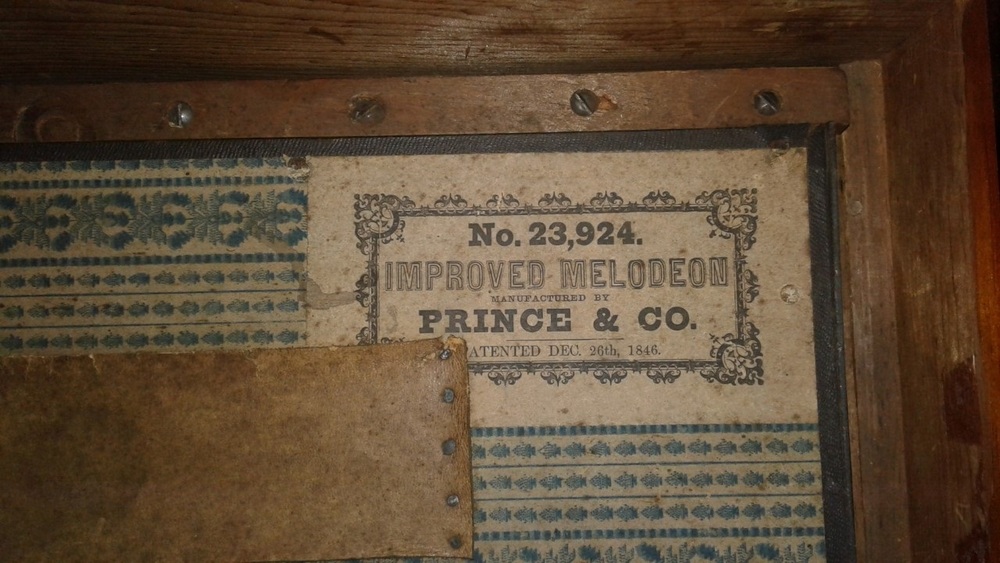 No. 23,924.
IMPROVED MELODEON
MANUFACTURED BY
PRINCE & CO.
ATENTED DEC. 26th, 1846.